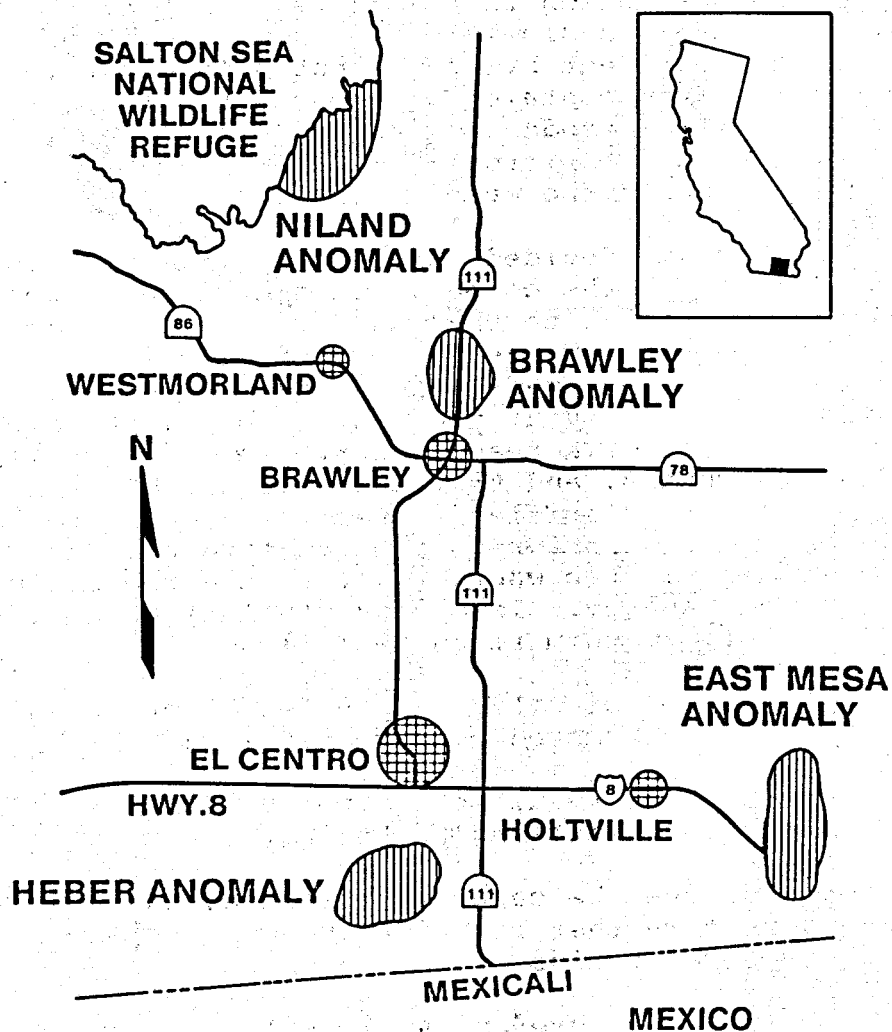 SALTON SEA
NATIONAL
WILDLIFE
REFUGE
NILAND
ANOMALY
111
86
WESTMORLAND
BRAWLEY
ANOMALY
N
BRAWLEY
78
111
EAST MESA
ANOMALY
EL CENTRO
HWY.8
8
HOLTVILLE
HEBER ANOMALY
111
MEXICALI
MEXICO